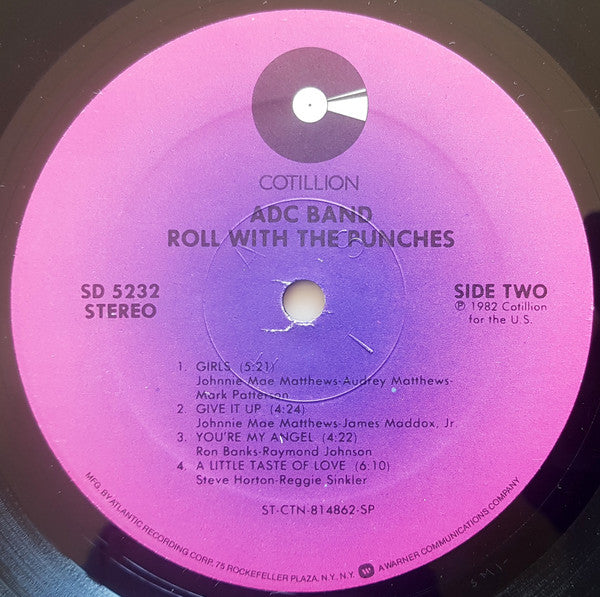 COTILLION
ADC BAND
ROLL WITH THE PUNCHES
SD 5232
STEREO
SIDE TWO
℗ 1982 Cotillion
for the U.S.
1. GIRLS (5:21)
Johnnie Mae Matthews-Audrey Matthews-
Mark Patterson
2. GIVE IT UP (4:24)
Johnnie Mae Matthews-James Maddox, Jr.
3. YOU'RE MY ANGEL (4:22)
Ron Banks-Raymond Johnson
4. A LITTLE TASTE OF LOVE (6:10)
Steve Horton-Reggie Sinkler
ST-CTN-814862-SP
MFG. BY ATLANTIC RECORDING CORP. 75 ROCKEFELLER PLAZA, N.Y. N.Y. A WARNER COMMUNICATIONS COMPANY